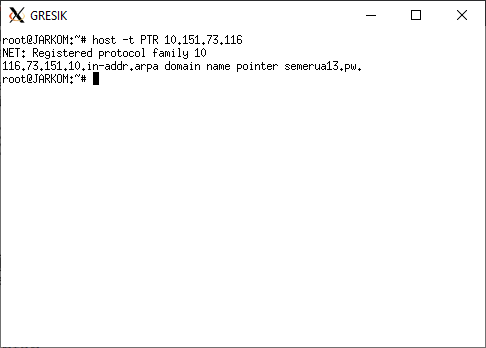 GRESIK
root@JARKOM:~# host -t PTR 10.151.73.116
NET: Registered protocol family 10
116.73.151.10.in-addr.arpa domain name pointer semerua13.pw.
root@JARKOM:~#